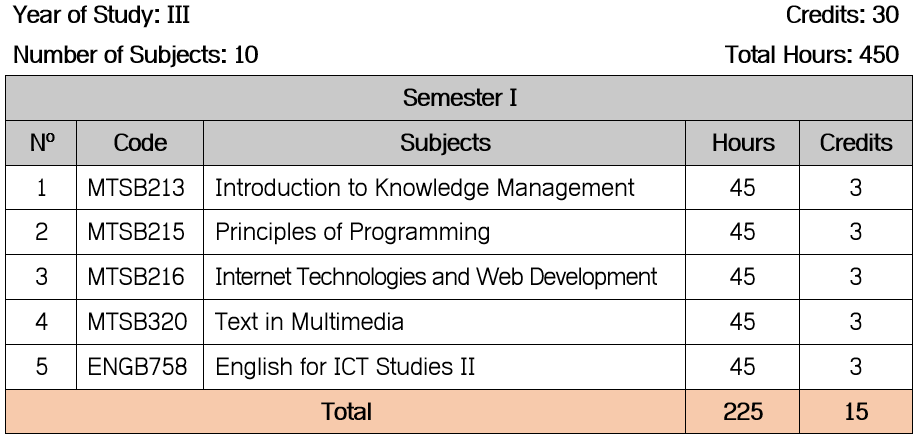 Year of Study: III Credits: 30
Number of Subjects: 10 Total Hours: 450
Semester I
Nº Code Subjects Hours Credits
1 MTSB213 Introduction to Knowledge Management 45 3
2 MTSB215 Principles of Programming 45 3
3 MTSB216 Internet Technologies and Web Development 45 3
4 MTSB320 Text in Multimedia 45 3
5 ENGB758 English for ICT Studies II 45 3
Total 225 15